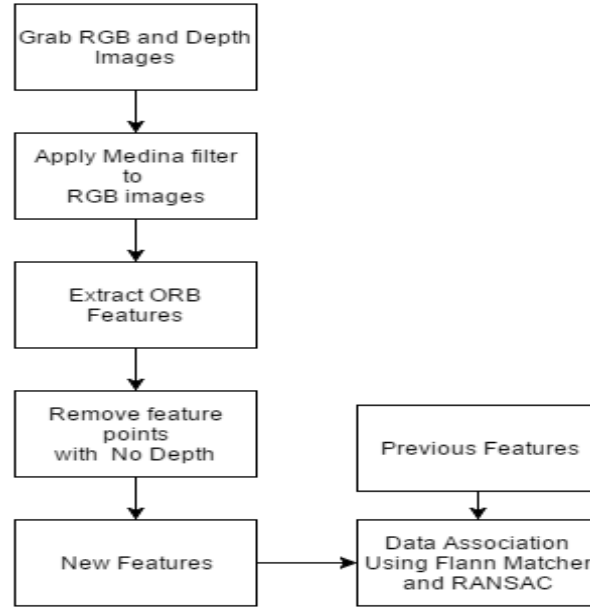 Grab RGB and Depth
Images
Apply Medina filter
to
RGB images
Extract ORB
Features
Remove feature
points
with No Depth
New Features
Previous Features
Data Association
Using Flann Matcher
and RANSAC